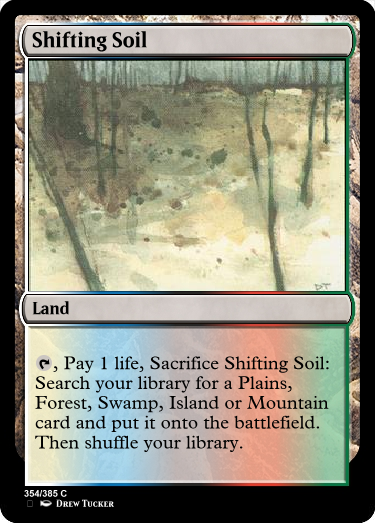 Shifting Soil
DT
Land
, Pay 1 life, Sacrifice Shifting Soil:
Search your library for a Plains,
Forest, Swamp, Island or Mountain
card and put it onto the battlefield.
Then shuffle your library.
354/385 C
Drew Tucker